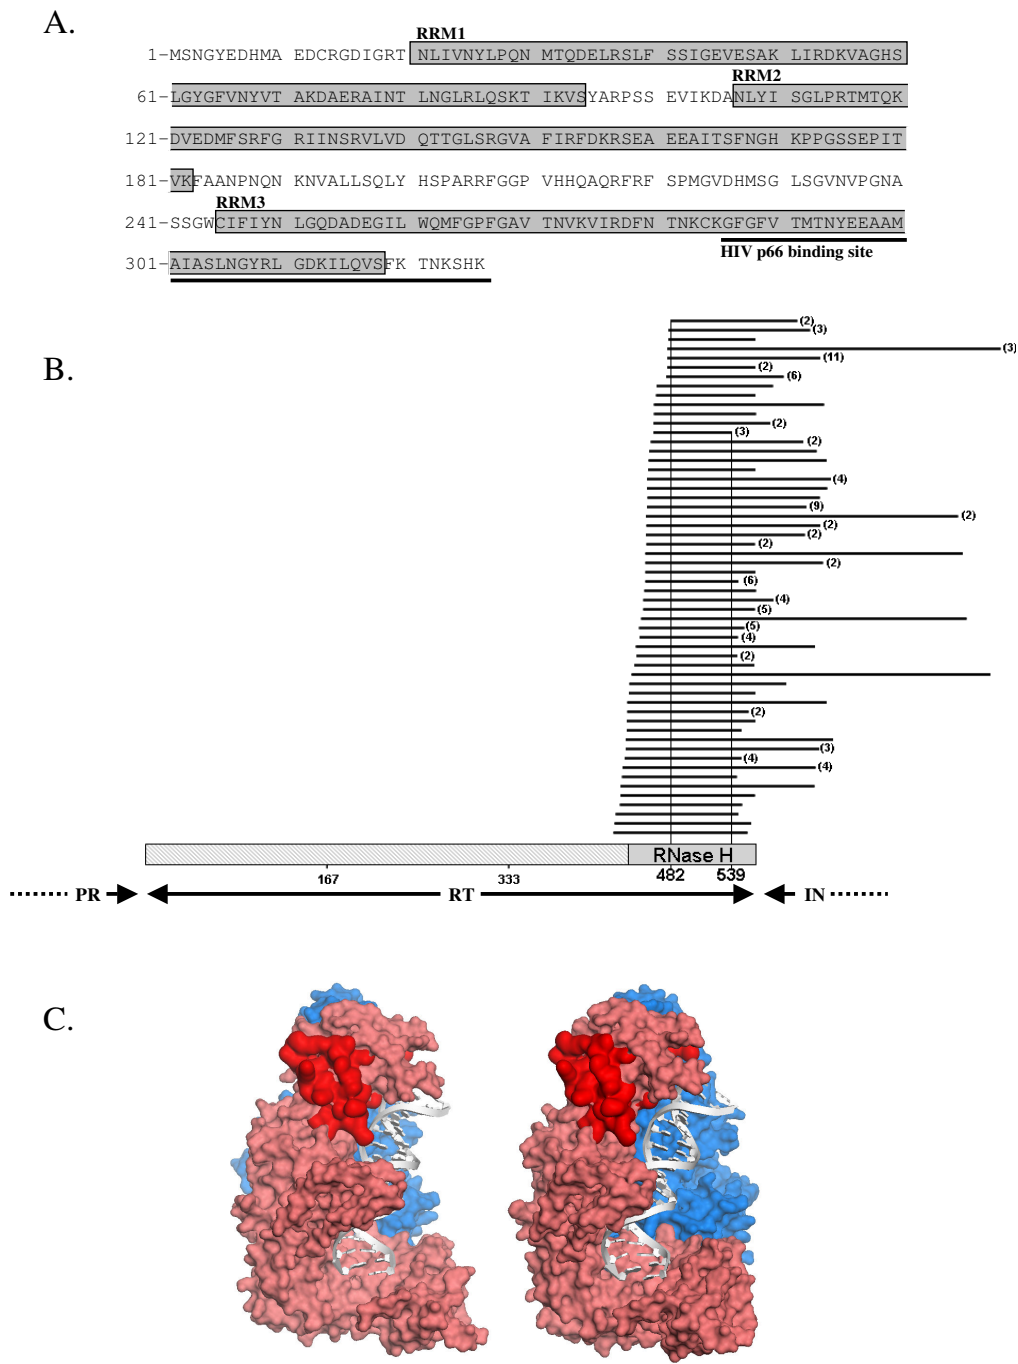 A.
RRM1
1-MSNGYEDHMA EDCRGDIGRT NLIVNYLPQN MTQDELRSLF SSIGEVESAK LIRDKVAGHS
RRM2
61-LGYGFVNYVT AKDAERAINT LNGLRLQSKT IKVSYARPSS EVIKDANLYI SGLPRTMTQK
121-DVEDMFSRFG RIINSRVLVD QTTGLSRGVA FIRFDKRSEA EEAITSFNGH KPPGSSEPIT
181-VKFAANPNQN KNVALLSQLY HSPARRFGGP VHHQAQRFRF SPMGVDHMSG LSGVNVPGNA
RRM3
241-SSGWCIFIYN LGQDADEGIL WQMFGPFGAV TNVKVIRDFN TNKCKGFGFV TMTNYEEAAM
HIV p66 binding site
301-AIASLNGYRL GDKILQVSFK TNKSHK
B.
(2)
(3)
(3)
(11)
(2)
(6)
(2)
(3)
(2)
(4)
(9)
(2)
(2)
(2)
(2)
(2)
(6)
(4)
(5)
(5)
(4)
(2)
(2)
(3)
(4)
(4)
RNase H
167 333 482 539
PR RT IN
C.